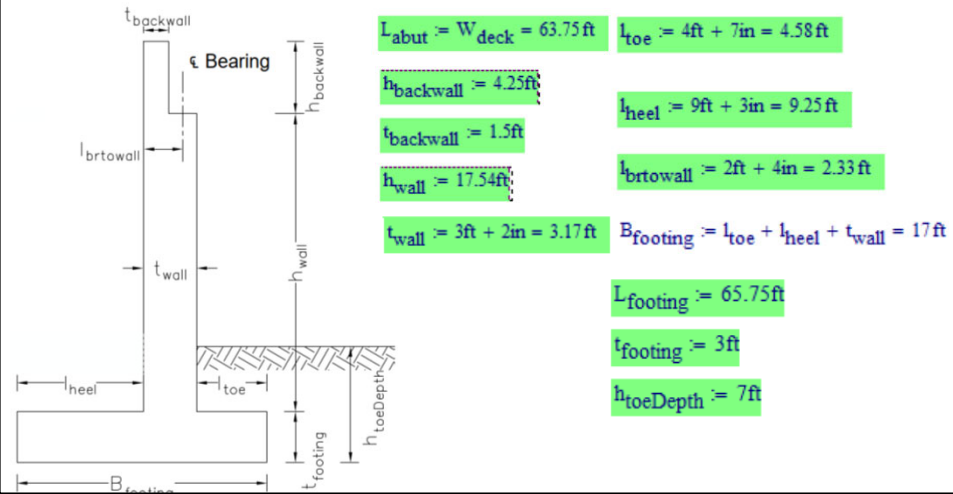 tbackwall
℄ Bearing
hbackwall
lbrtowall
twall
hwall
lheel
ltoe
htoeDepth
tfooting
Bfooting
Labut := Wdeck = 63.75ft
hbackwall := 4.25ft
tbackwall := 1.5ft
hwall := 17.54ft
twall := 3ft + 2in = 3.17ft
ltoe := 4ft + 7in = 4.58ft
lheel := 9ft + 3in = 9.25ft
lbrtowall := 2ft + 4in = 2.33ft
Bfooting := ltoe + lheel + twall = 17ft
Lfooting := 65.75ft
tfooting := 3ft
htoeDepth := 7ft